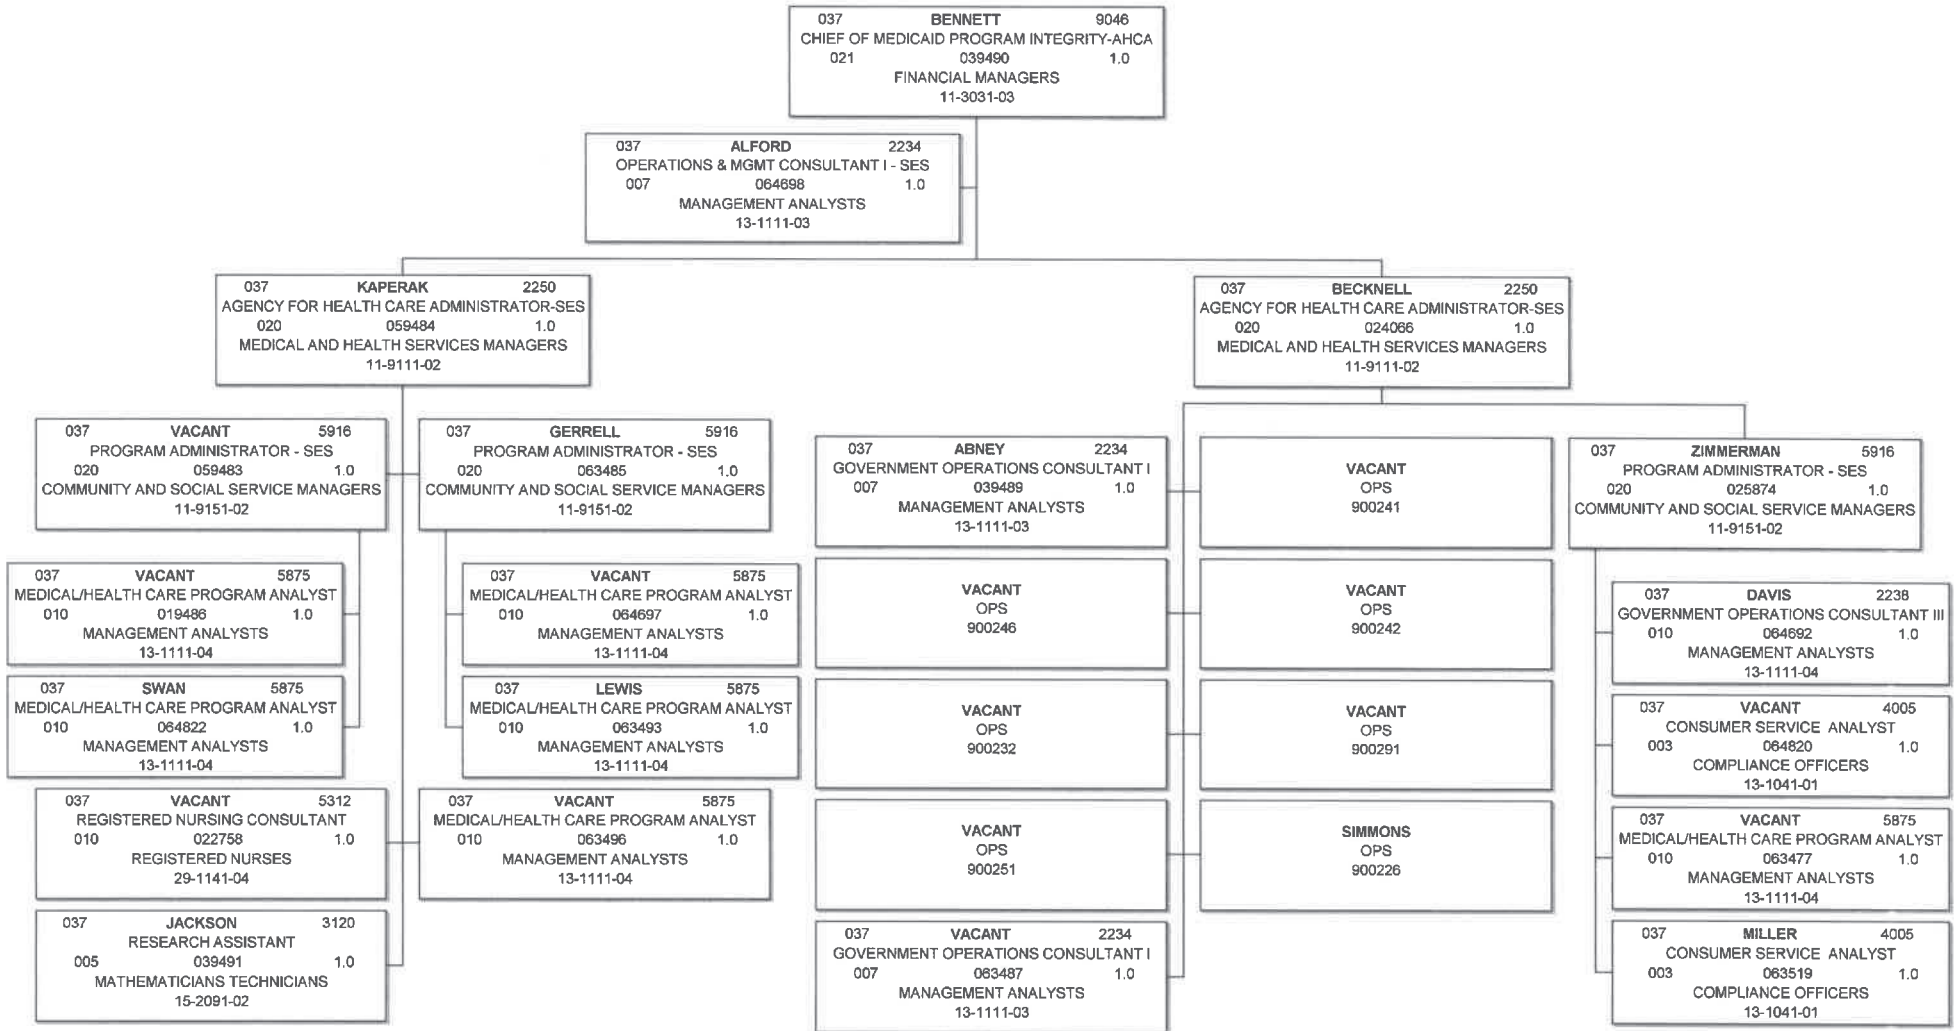 037 BENNETT 9046
CHIEF OF MEDICAID PROGRAM INTEGRITY-AHCA
021 039490 1.0
FINANCIAL MANAGERS
11-3031-03
037 ALFORD 2234
OPERATIONS & MGMT CONSULTANT I - SES
007 064698 1.0
MANAGEMENT ANALYSTS
13-1111-03
037 KAPERAK 2250
AGENCY FOR HEALTH CARE ADMINISTRATOR-SES
020 059484 1.0
MEDICAL AND HEALTH SERVICES MANAGERS
11-9111-02
037 BECKNELL 2250
AGENCY FOR HEALTH CARE ADMINISTRATOR-SES
020 024066 1.0
MEDICAL AND HEALTH SERVICES MANAGERS
11-9111-02
037 VACANT 5916
PROGRAM ADMINISTRATOR - SES
020 059483 1.0
COMMUNITY AND SOCIAL SERVICE MANAGERS
11-9151-02
037 GERRELL 5916
PROGRAM ADMINISTRATOR - SES
020 063485 1.0
COMMUNITY AND SOCIAL SERVICE MANAGERS
11-9151-02
037 VACANT 5875
MEDICAL/HEALTH CARE PROGRAM ANALYST
010 019486 1.0
MANAGEMENT ANALYSTS
13-1111-04
037 VACANT 5875
MEDICAL/HEALTH CARE PROGRAM ANALYST
010 064697 1.0
MANAGEMENT ANALYSTS
13-1111-04
037 SWAN 5875
MEDICAL/HEALTH CARE PROGRAM ANALYST
010 064822 1.0
MANAGEMENT ANALYSTS
13-1111-04
037 LEWIS 5875
MEDICAL/HEALTH CARE PROGRAM ANALYST
010 063493 1.0
MANAGEMENT ANALYSTS
13-1111-04
037 VACANT 5312
REGISTERED NURSING CONSULTANT
010 022758 1.0
REGISTERED NURSES
29-1141-04
037 VACANT 5875
MEDICAL/HEALTH CARE PROGRAM ANALYST
010 063496 1.0
MANAGEMENT ANALYSTS
13-1111-04
037 JACKSON 3120
RESEARCH ASSISTANT
005 039491 1.0
MATHEMATICIANS TECHNICIANS
15-2091-02
037 ABNEY 2234
GOVERNMENT OPERATIONS CONSULTANT I
007 039489 1.0
MANAGEMENT ANALYSTS
13-1111-03
VACANT
OPS
900241
VACANT
OPS
900246
VACANT
OPS
900242
VACANT
OPS
900232
VACANT
OPS
900291
VACANT
OPS
900251
SIMMONS
OPS
900226
037 VACANT 2234
GOVERNMENT OPERATIONS CONSULTANT I
007 063487 1.0
MANAGEMENT ANALYSTS
13-1111-03
037 ZIMMERMAN 5916
PROGRAM ADMINISTRATOR - SES
020 025874 1.0
COMMUNITY AND SOCIAL SERVICE MANAGERS
11-9151-02
037 DAVIS 2238
GOVERNMENT OPERATIONS CONSULTANT III
010 064692 1.0
MANAGEMENT ANALYSTS
13-1111-04
037 VACANT 4005
CONSUMER SERVICE ANALYST
003 064820 1.0
COMPLIANCE OFFICERS
13-1041-01
037 VACANT 5875
MEDICAL/HEALTH CARE PROGRAM ANALYST
010 063477 1.0
MANAGEMENT ANALYSTS
13-1111-04
037 MILLER 4005
CONSUMER SERVICE ANALYST
003 063519 1.0
COMPLIANCE OFFICERS
13-1041-01